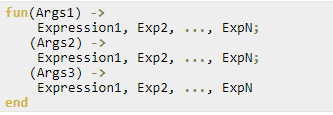 fun(Args1) ->
Expression1, Exp2, ..., ExpN;
(Args2) ->
Expression1, Exp2, ..., ExpN;
(Args3) ->
Expression1, Exp2, ..., ExpN
end